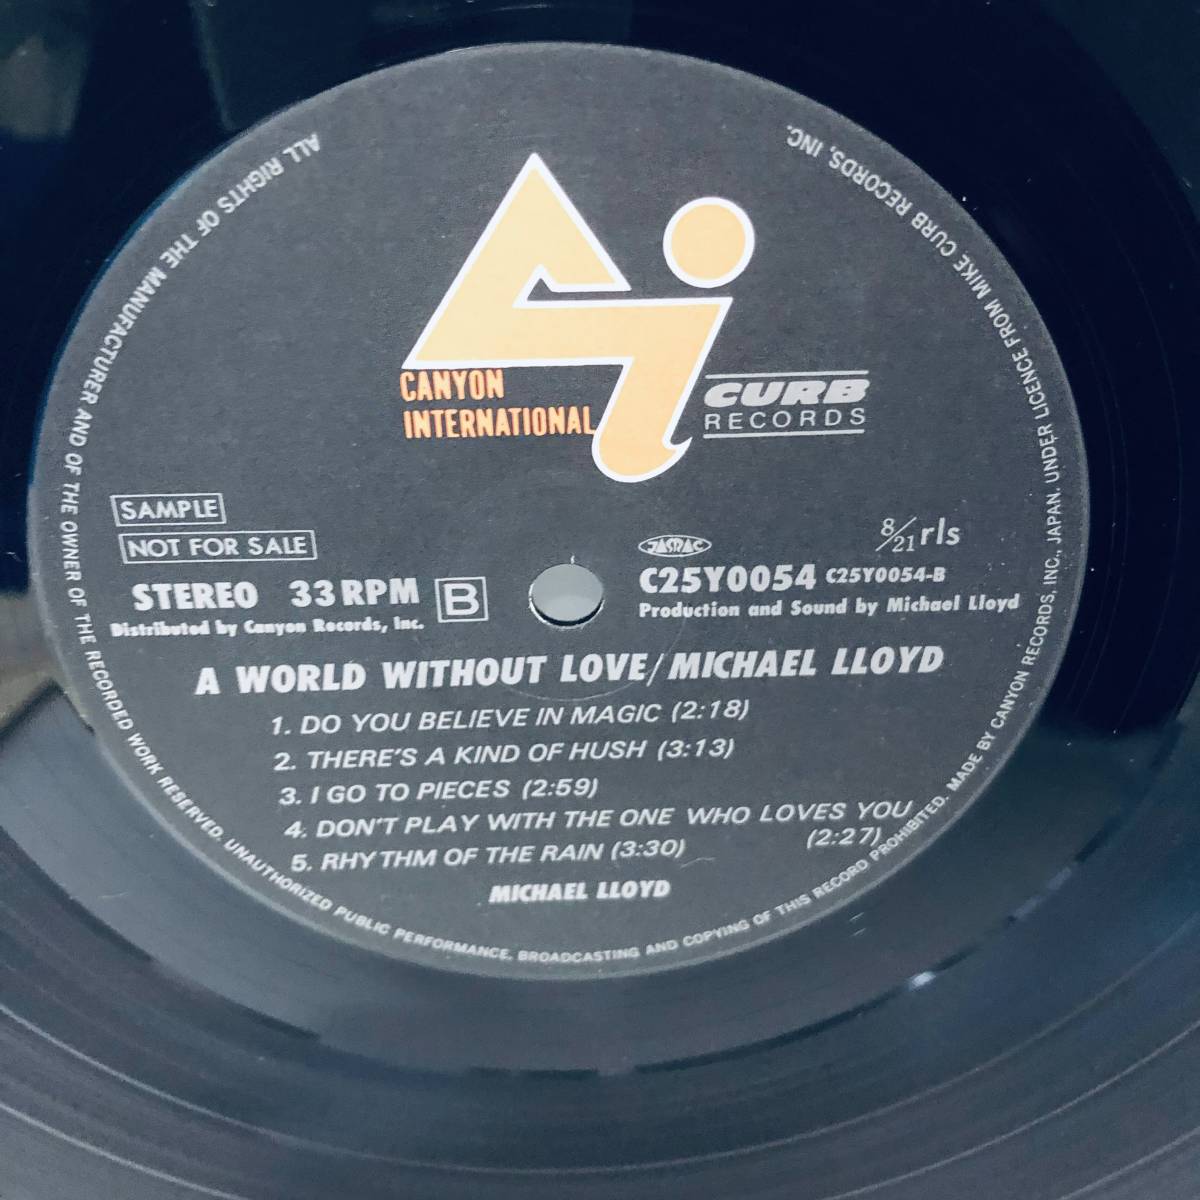 CANYON
INTERNATIONAL
CURB
RECORDS
SAMPLE
NOT FOR SALE
STEREO 33 RPM B
Distributed by Canyon Records, Inc.
JASRAC
8/21 rls
C25Y0054 C25Y0054-B
Production and Sound by Michael Lloyd
A WORLD WITHOUT LOVE/MICHAEL LLOYD
1. DO YOU BELIEVE IN MAGIC (2:18)
2. THERE'S A KIND OF HUSH (3:13)
3. I GO TO PIECES (2:59)
4. DON'T PLAY WITH THE ONE WHO LOVES YOU
(2:27)
5. RHYTHM OF THE RAIN (3:30)
MICHAEL LLOYD
ALL RIGHTS OF THE MANUFACTURER AND OF THE OWNER OF THE RECORDED WORK RESERVED. UNAUTHORIZED PUBLIC PERFORMANCE, BROADCASTING AND COPYING OF THIS RECORD PROHIBITED. MADE BY CANYON RECORDS, INC., JAPAN. UNDER LICENCE FROM MIKE CURB RECORDS, INC.